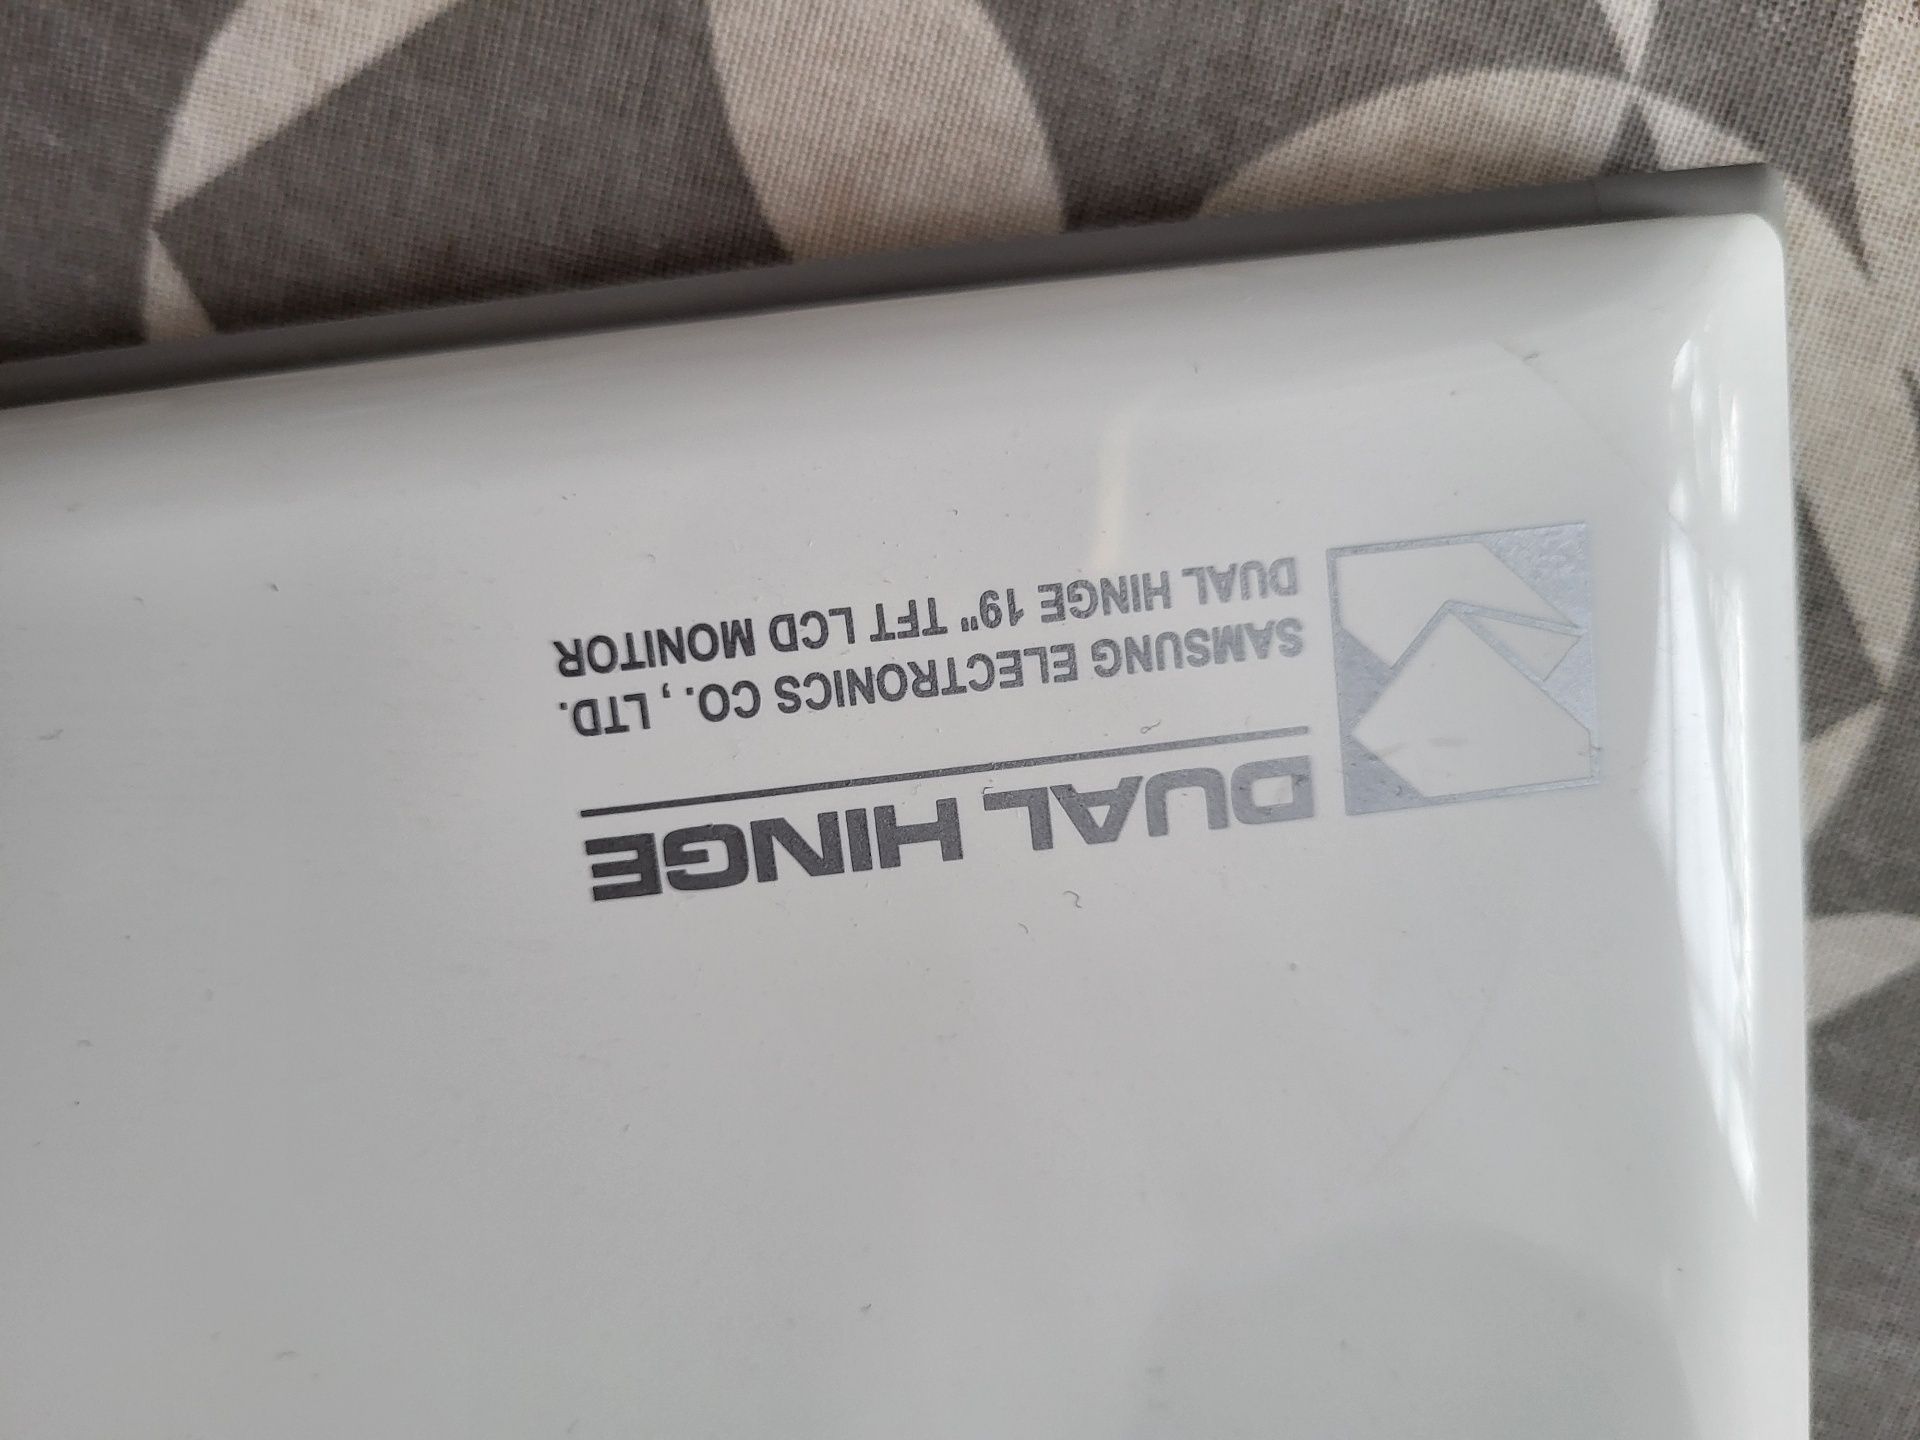 DUAL HINGE
SAMSUNG ELECTRONICS CO., LTD.
DUAL HINGE 19" TFT LCD MONITOR